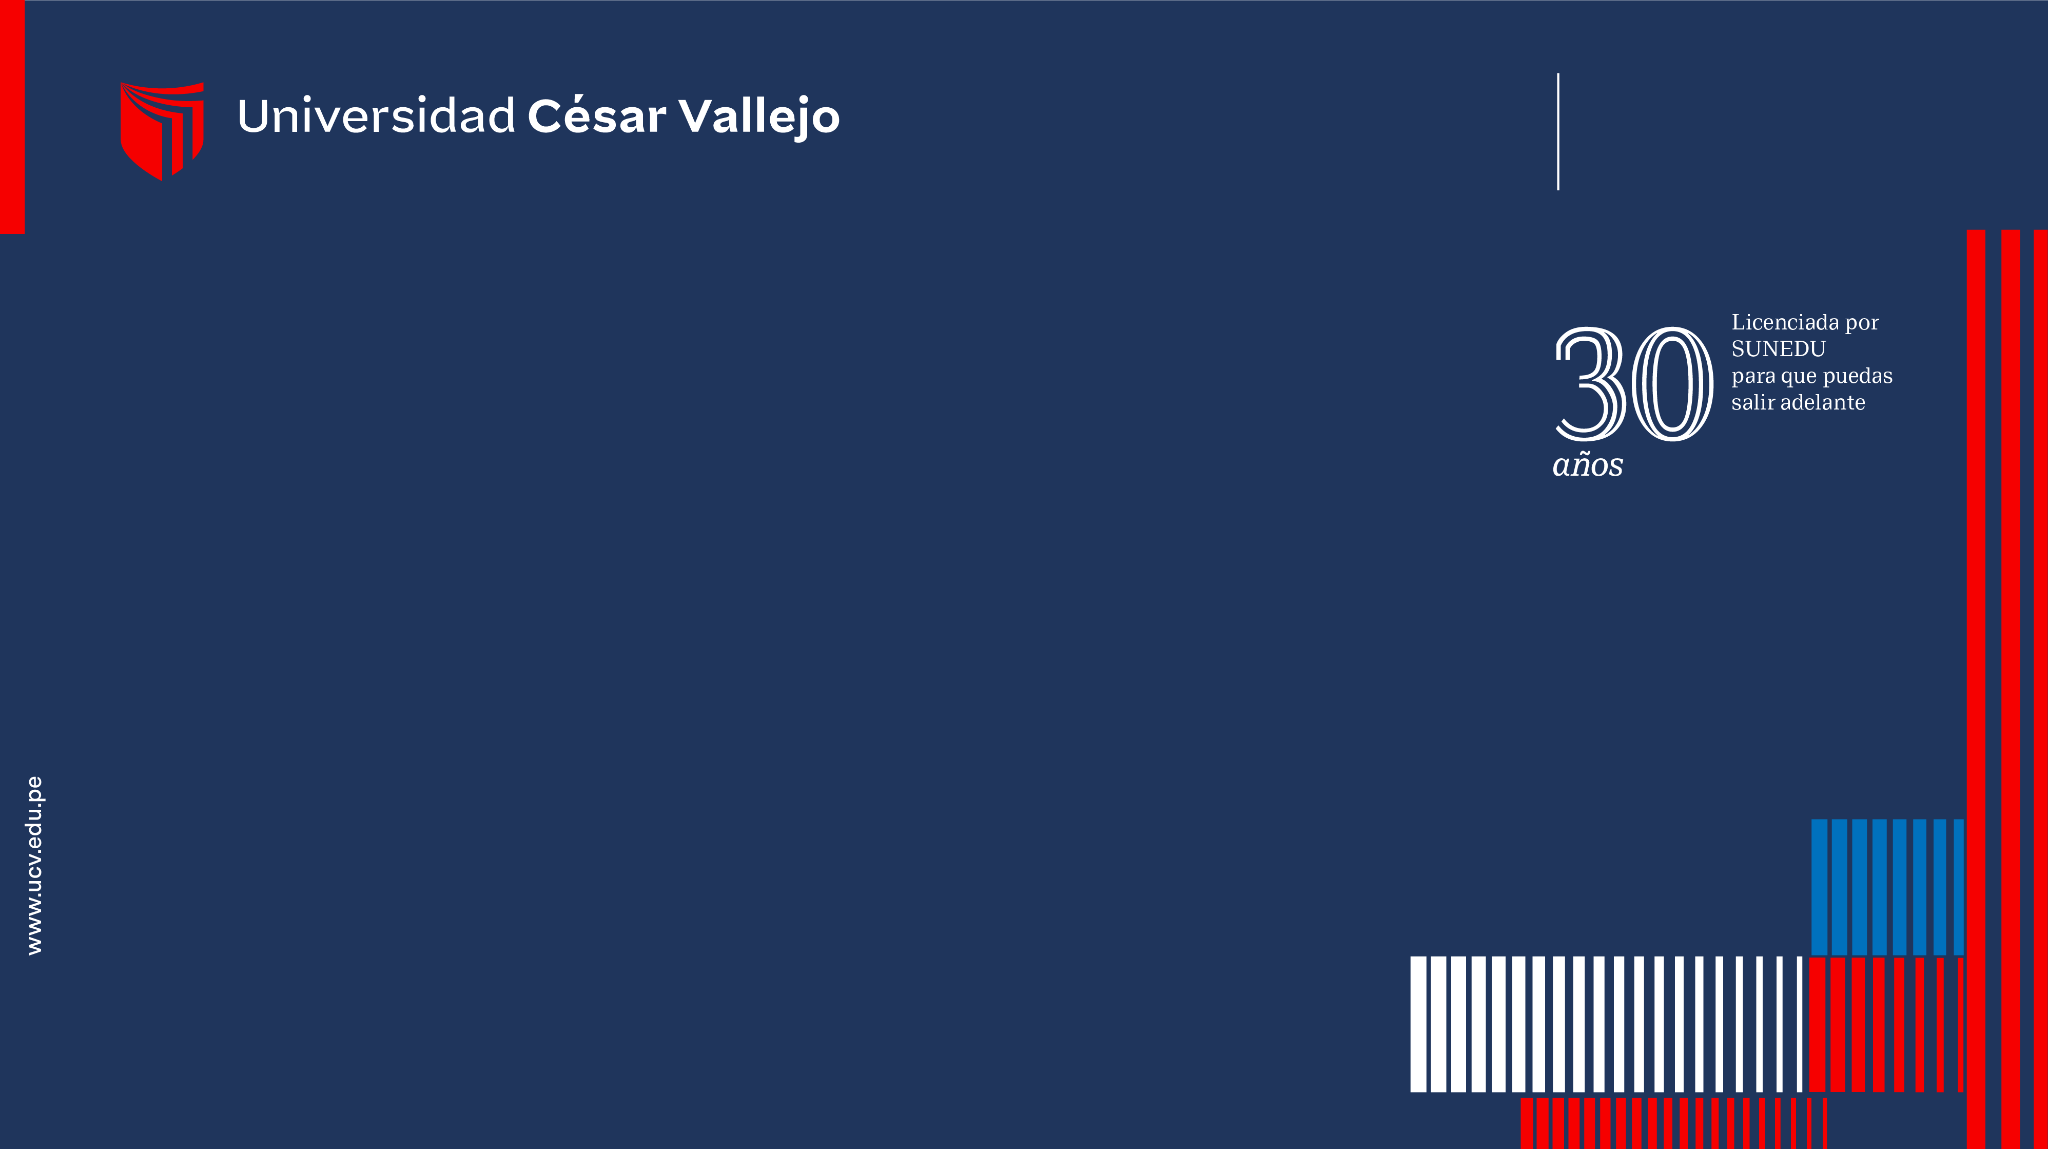 Universidad César Vallejo
30
años
Licenciada por
SUNEDU
para que puedas
salir adelante
www.ucv.edu.pe